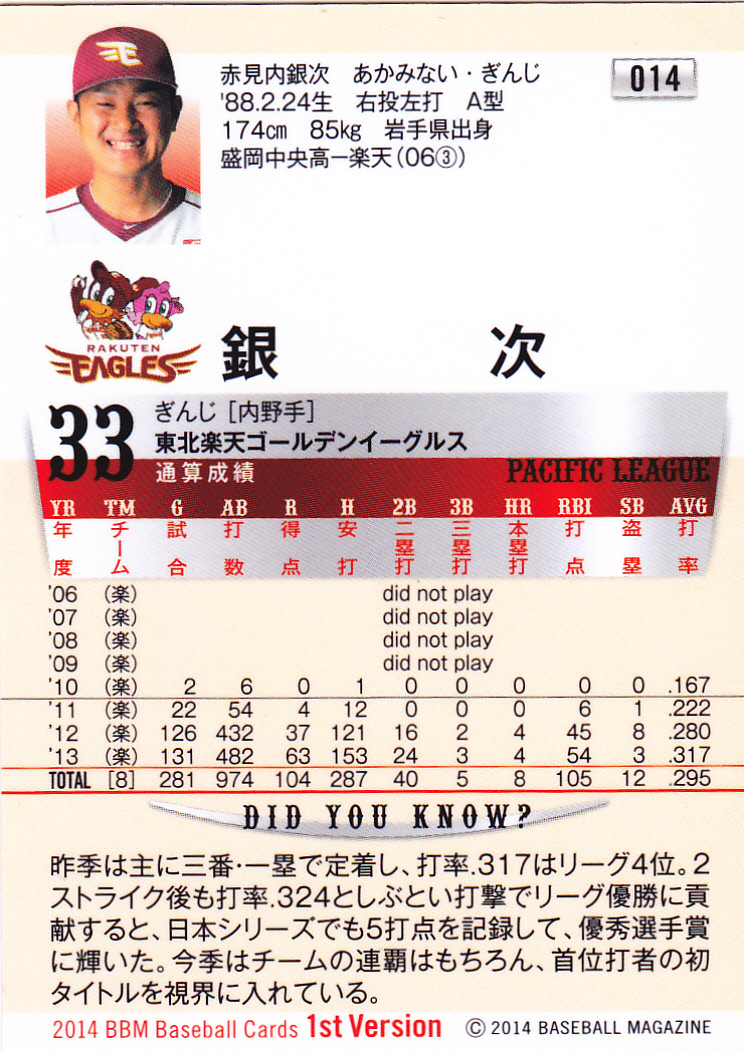 赤見内銀次 あかみない・ぎんじ
014
'88.2.24生 右投左打 A型
174cm 85kg 岩手県出身
盛岡中央高ー楽天(06③)
RAKUTEN
EAGLES
銀 次
33
ぎんじ [内野手]
東北楽天ゴールデンイーグルス
通算成績 PACIFIC LEAGUE
YR TM G AB R H 2B 3B HR RBI SB AVG
年度 チーム 試合 打数 得点 安打 二塁打 三塁打 本塁打 打点 盗塁 打率
'06 (楽) did not play
'07 (楽) did not play
'08 (楽) did not play
'09 (楽) did not play
'10 (楽) 2 6 0 1 0 0 0 0 0 .167
'11 (楽) 22 54 4 12 0 0 0 6 1 .222
'12 (楽) 126 432 37 121 16 2 4 45 8 .280
'13 (楽) 131 482 63 153 24 3 4 54 3 .317
TOTAL [8] 281 974 104 287 40 5 8 105 12 .295
DID YOU KNOW?
昨季は主に三番・一塁で定着し、打率.317はリーグ4位。2
ストライク後も打率.324としぶとい打撃でリーグ優勝に貢
献すると、日本シリーズでも5打点を記録して、優秀選手賞
に輝いた。今季はチームの連覇はもちろん、首位打者の初
タイトルを視界に入れている。
2014 BBM Baseball Cards 1st Version © 2014 BASEBALL MAGAZINE